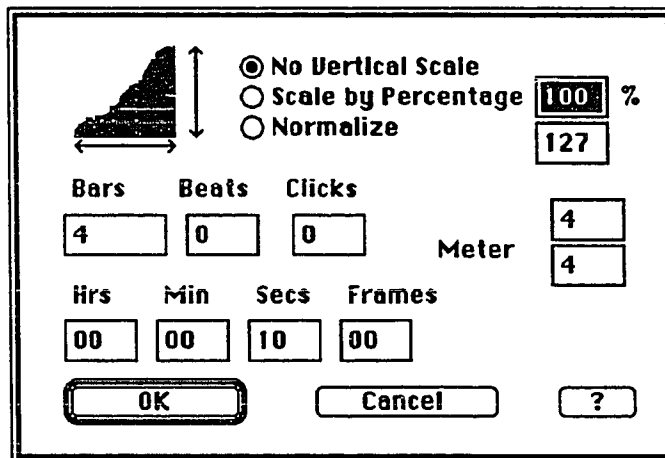 No Vertical Scale
Scale by Percentage 100 %
Normalize 127
Bars Beats Clicks
4 0 0
Meter 4
4
Hrs Min Secs Frames
00 00 10 00
OK Cancel ?